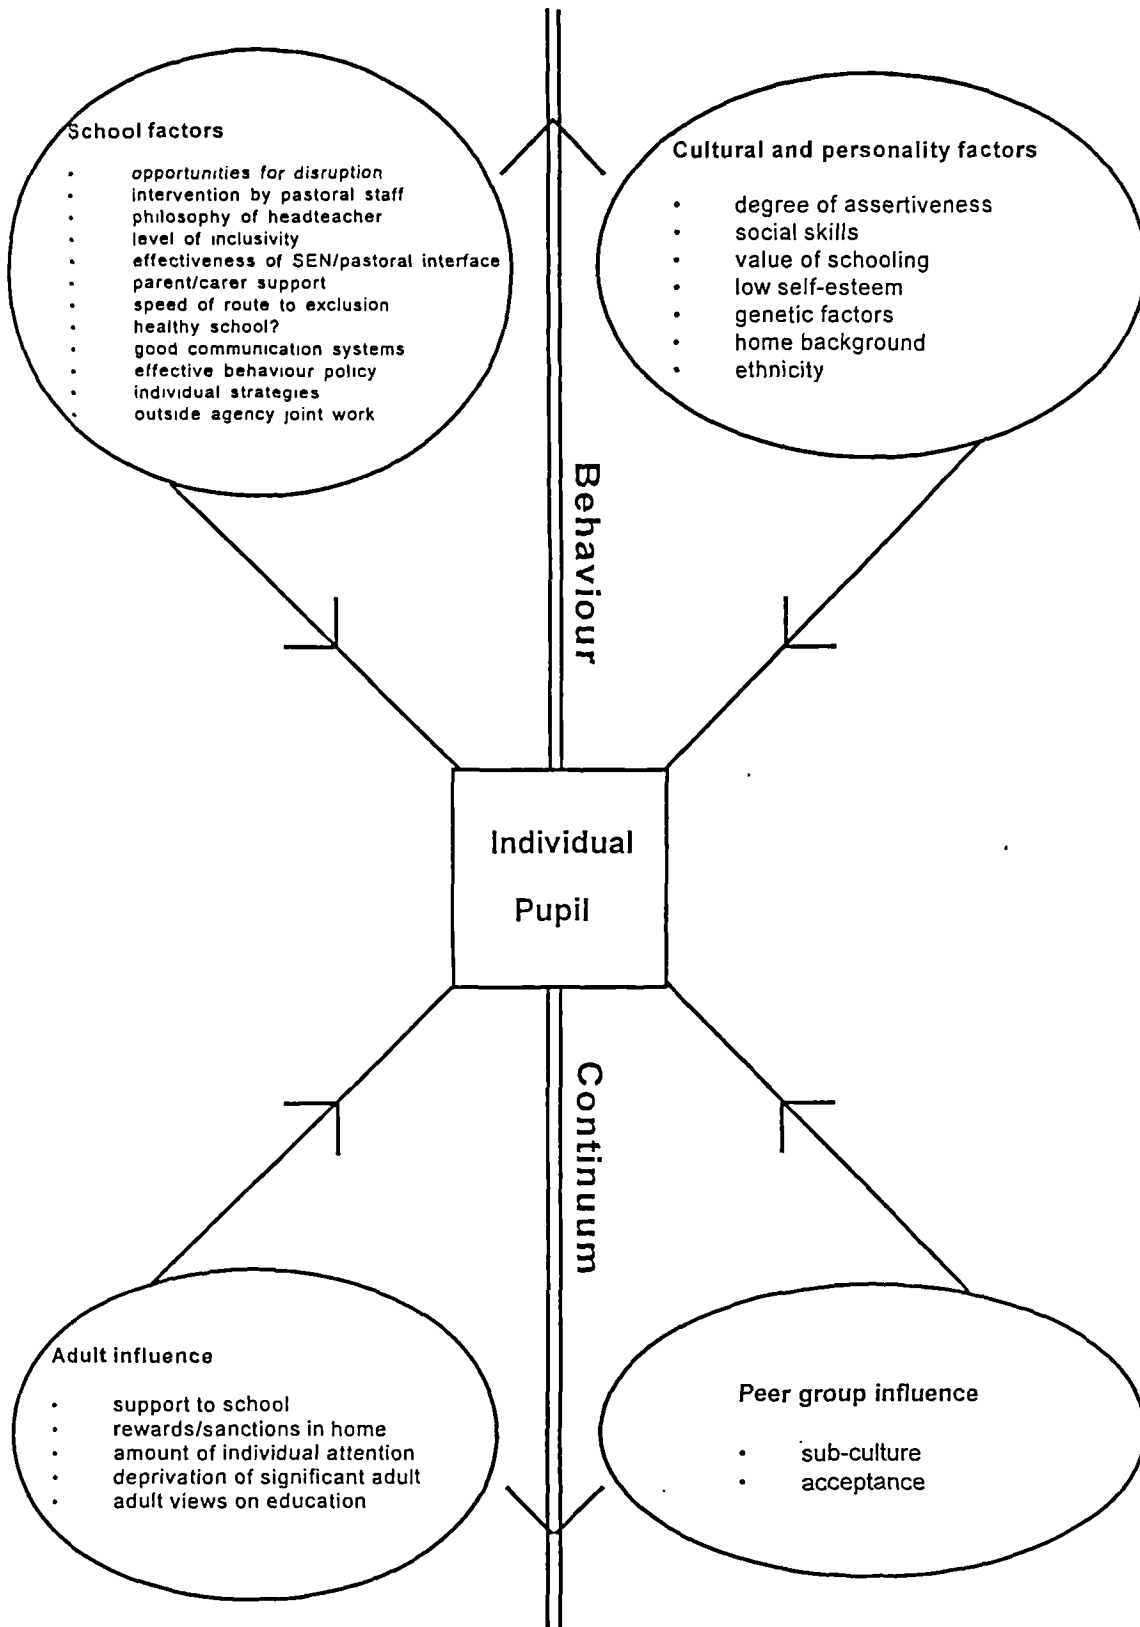 School factors
• opportunities for disruption
• intervention by pastoral staff
• philosophy of headteacher
• level of inclusivity
• effectiveness of SEN/pastoral interface
• parent/carer support
• speed of route to exclusion
• healthy school?
• good communication systems
• effective behaviour policy
• individual strategies
• outside agency joint work
Cultural and personality factors
• degree of assertiveness
• social skills
• value of schooling
• low self-esteem
• genetic factors
• home background
• ethnicity
Behaviour
Individual
Pupil
Continuum
Adult influence
• support to school
• rewards/sanctions in home
• amount of individual attention
• deprivation of significant adult
• adult views on education
Peer group influence
• sub-culture
• acceptance